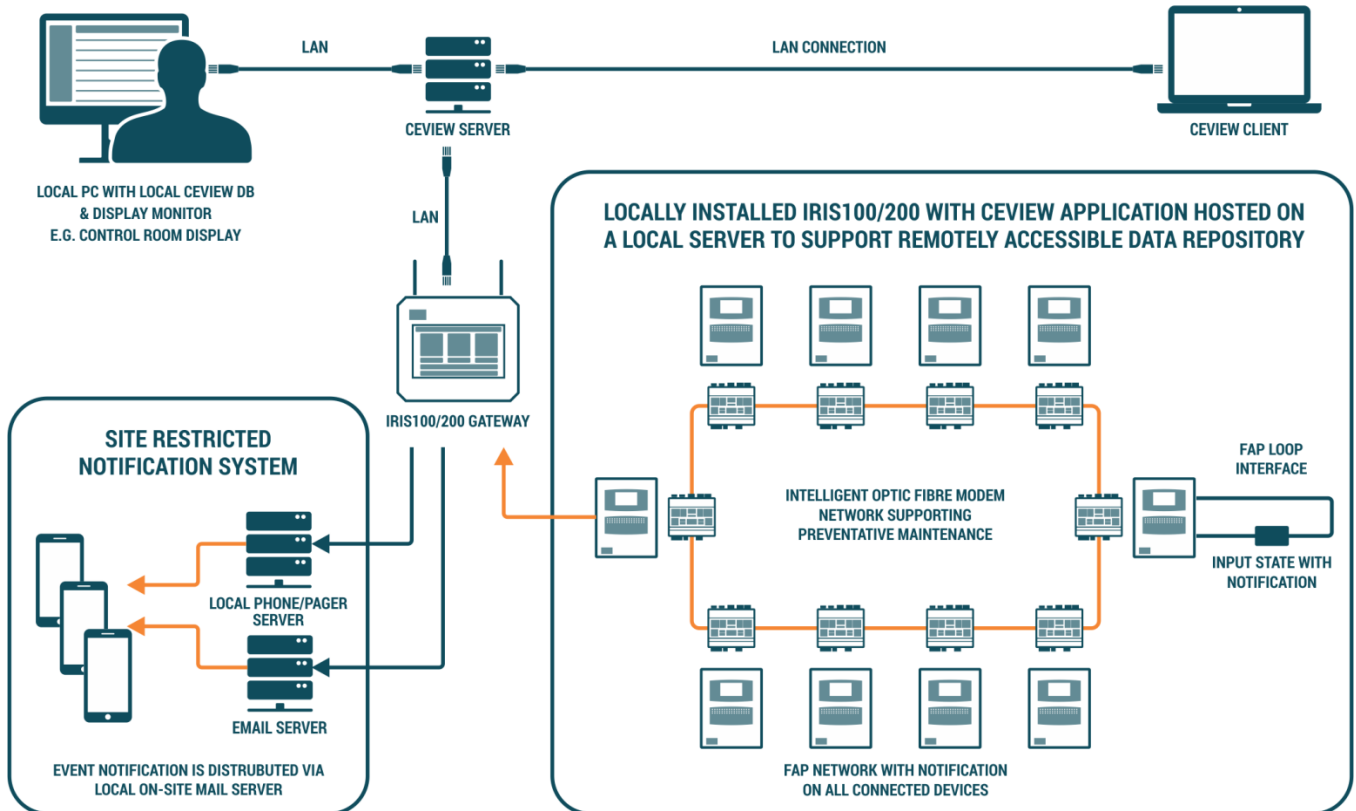 LAN
LAN CONNECTION
CEVIEW SERVER
CEVIEW CLIENT
LOCAL PC WITH LOCAL CEVIEW DB
& DISPLAY MONITOR
E.G. CONTROL ROOM DISPLAY
LAN
LOCALLY INSTALLED IRIS100/200 WITH CEVIEW APPLICATION HOSTED ON
A LOCAL SERVER TO SUPPORT REMOTELY ACCESSIBLE DATA REPOSITORY
IRIS100/200 GATEWAY
SITE RESTRICTED
NOTIFICATION SYSTEM
LOCAL PHONE/PAGER
SERVER
EMAIL SERVER
EVENT NOTIFICATION IS DISTRUBUTED VIA
LOCAL ON-SITE MAIL SERVER
INTELLIGENT OPTIC FIBRE MODEM
NETWORK SUPPORTING
PREVENTATIVE MAINTENANCE
FAP LOOP
INTERFACE
INPUT STATE WITH
NOTIFICATION
FAP NETWORK WITH NOTIFICATION
ON ALL CONNECTED DEVICES